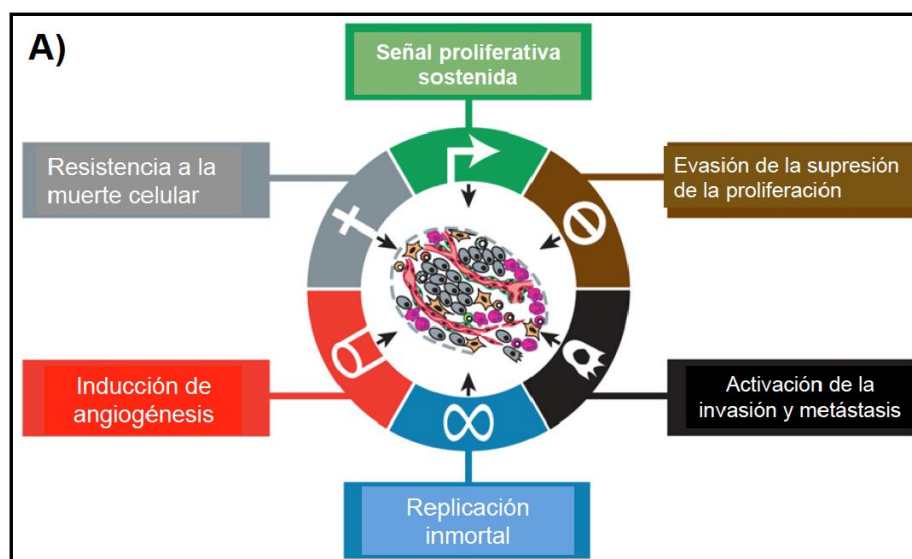 A)
Señal proliferativa
sostenida
Resistencia a la
muerte celular
Evasión de la supresión
de la proliferación
Inducción de
angiogénesis
Activación de la
invasión y metástasis
Replicación
inmortal